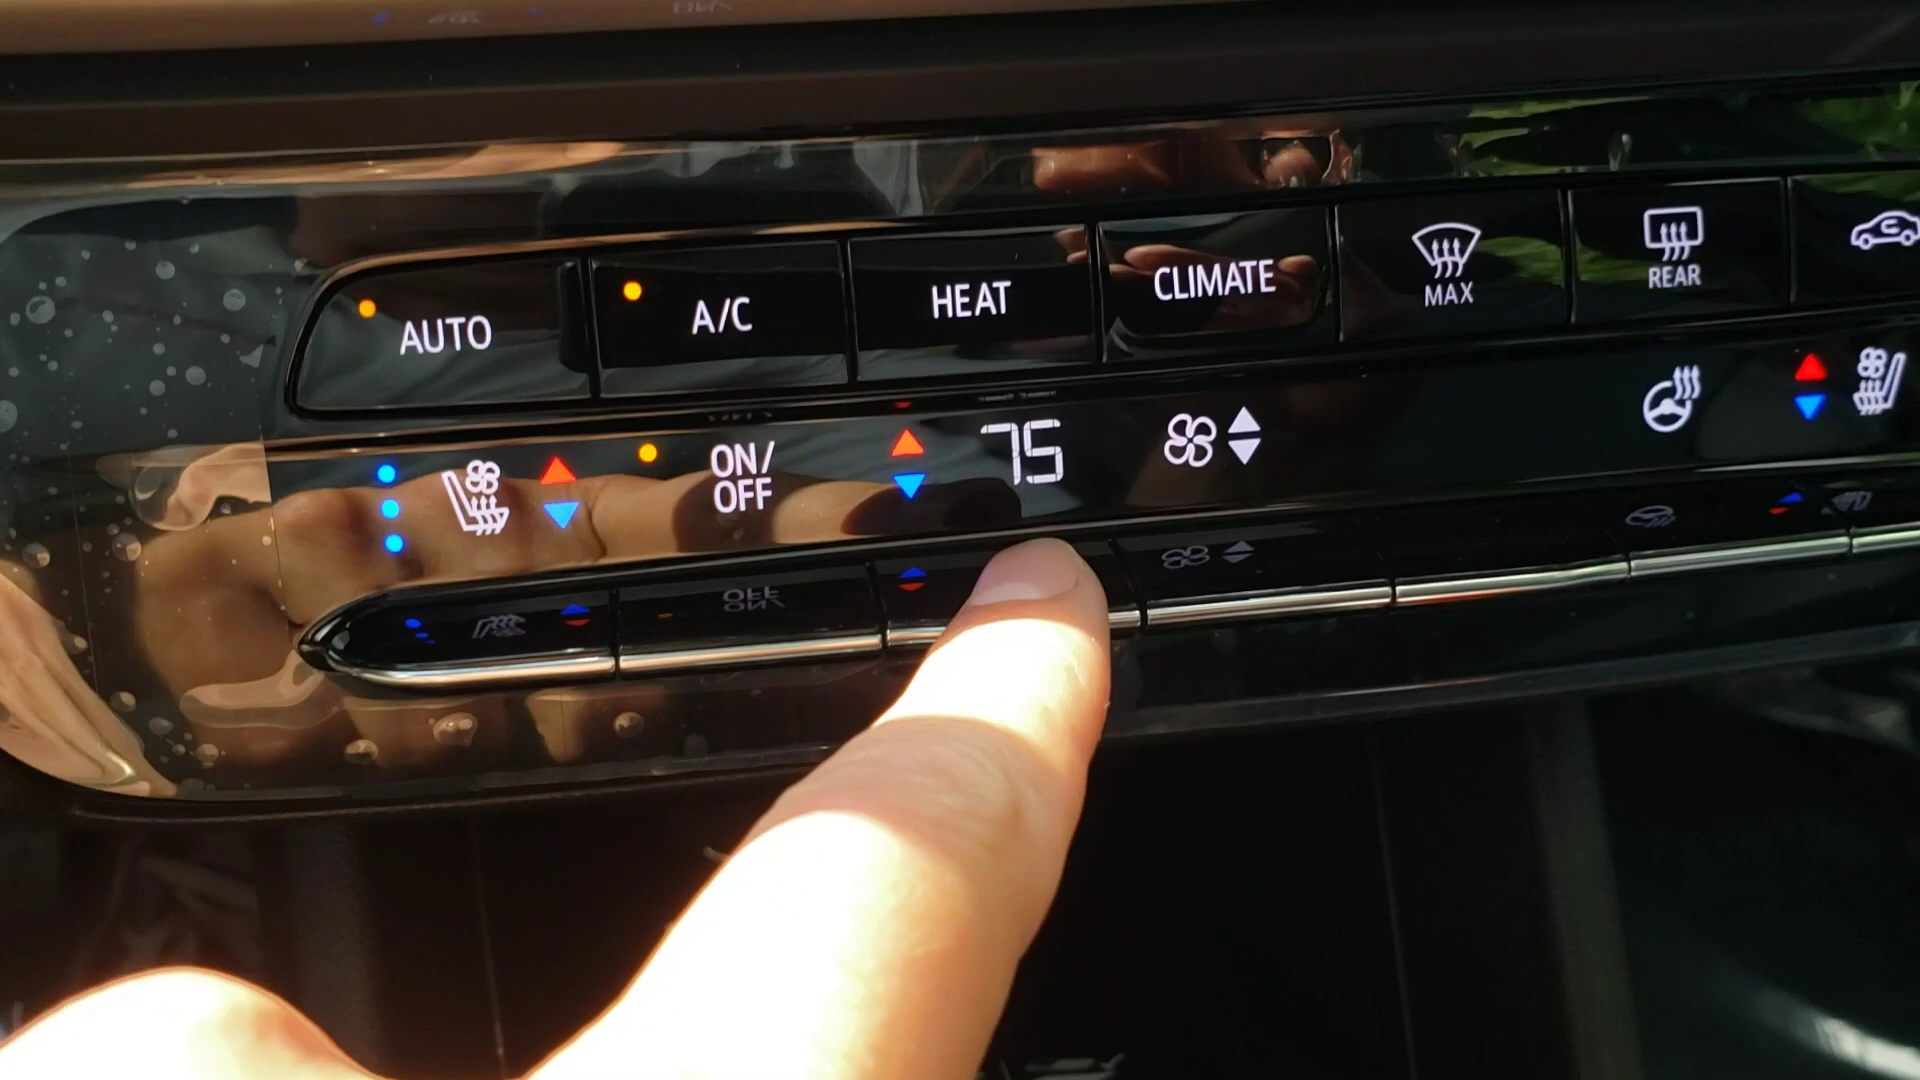 AUTO
A/C
HEAT
CLIMATE
MAX
REAR
ON/
OFF
75